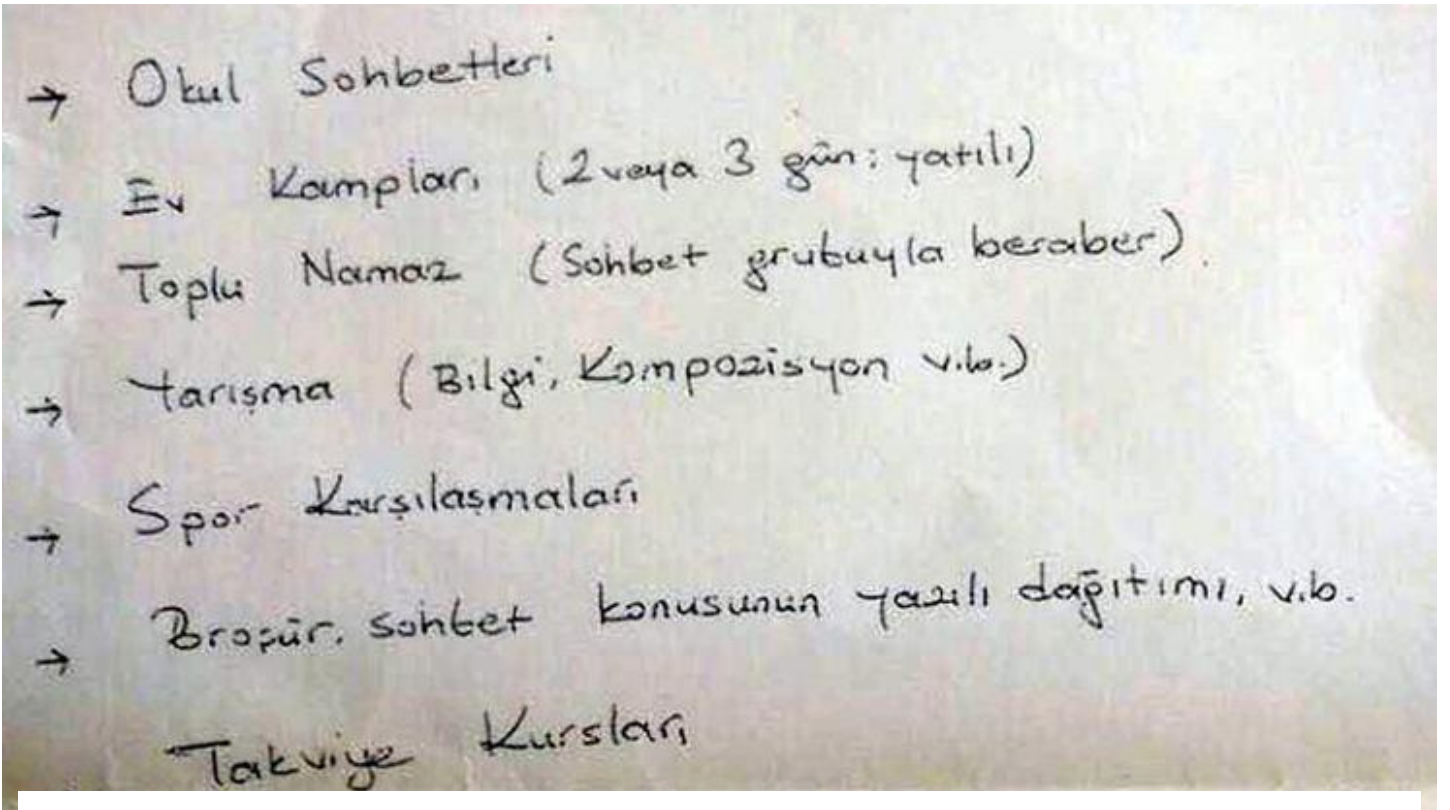 → Okul Sohbetleri
→ Ev Kampları (2 veya 3 gün: yatılı)
→ Toplu Namaz (Sohbet grubuyla beraber).
→ Yarışma (Bilgi, Kompozisyon v.b.)
→ Spor Karşılaşmaları
→ Broşür, sohbet konusunun yazılı dağıtımı, v.b.
Takviye Kursları